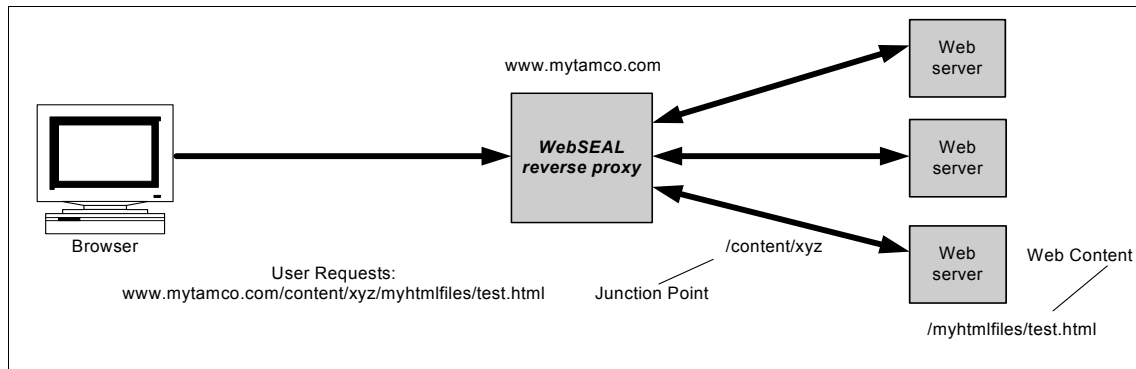 www.mytamco.com
Web
server
WebSEAL
reverse proxy
Web
server
Browser
/content/xyz
Web
server
Web Content
User Requests:
www.mytamco.com/content/xyz/myhtmlfiles/test.html
Junction Point
/myhtmlfiles/test.html